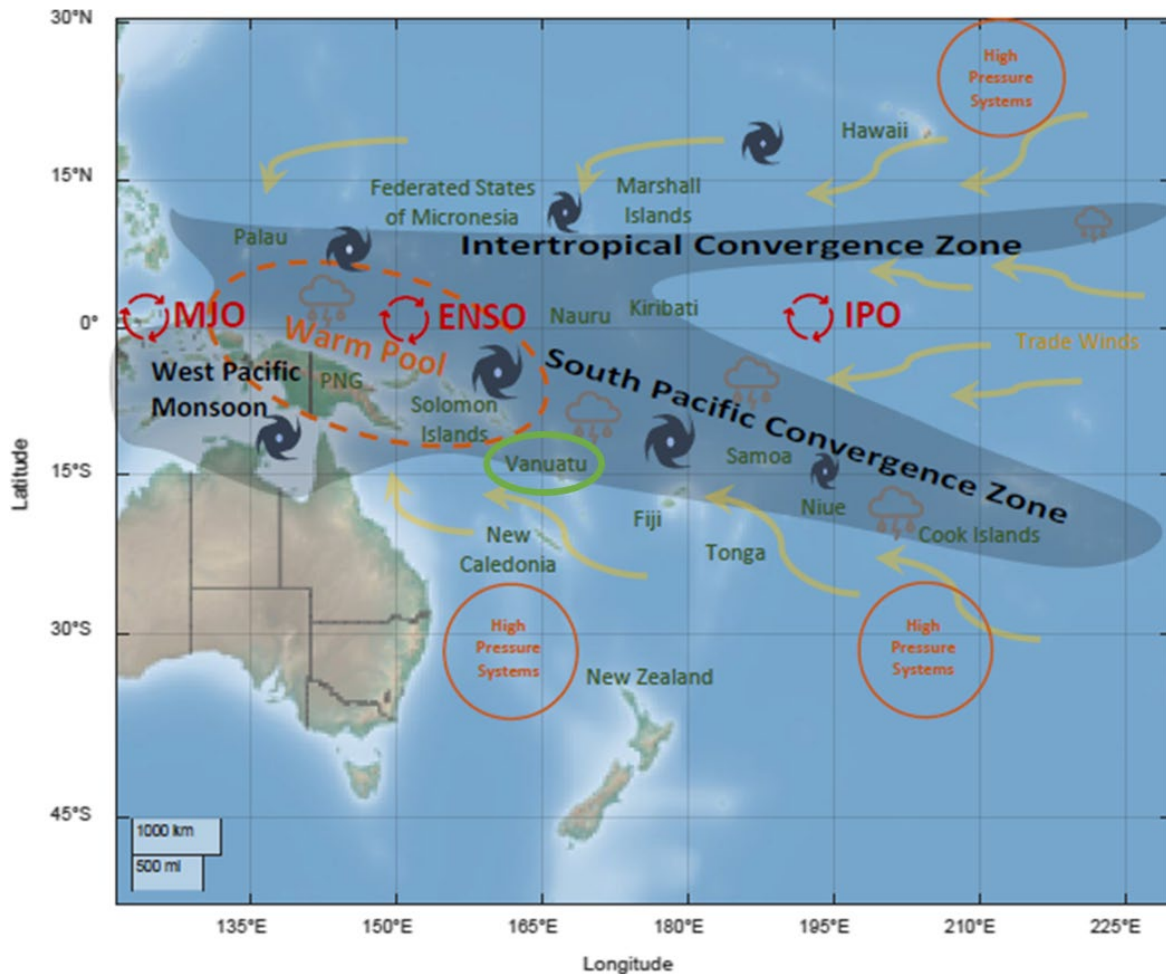 30°N
High
Pressure
Systems
Hawaii
15°N
Federated States
of Micronesia
Marshall
Islands
Palau
Intertropical Convergence Zone
0°
MJO
ENSO
Nauru
Kiribati
IPO
Warm Pool
Trade Winds
West Pacific
Monsoon
PNG
South Pacific Convergence Zone
Solomon
Islands
15°S
Vanuatu
Samoa
Fiji
Niue
Cook Islands
New
Caledonia
Tonga
Latitude
30°S
High
Pressure
Systems
High
Pressure
Systems
New Zealand
45°S
1000 km
500 mi
135°E
150°E
165°E
180°E
195°E
210°E
225°E
Longitude